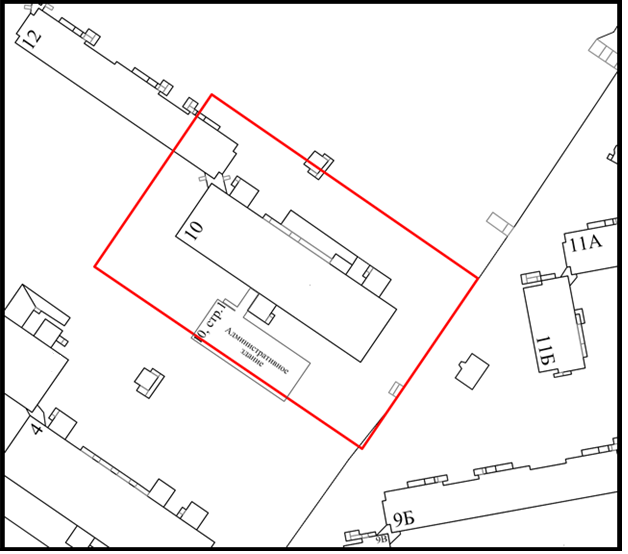 12
10
11А
11Б
10, стр.1
Административное
здание
4
9Б
9В